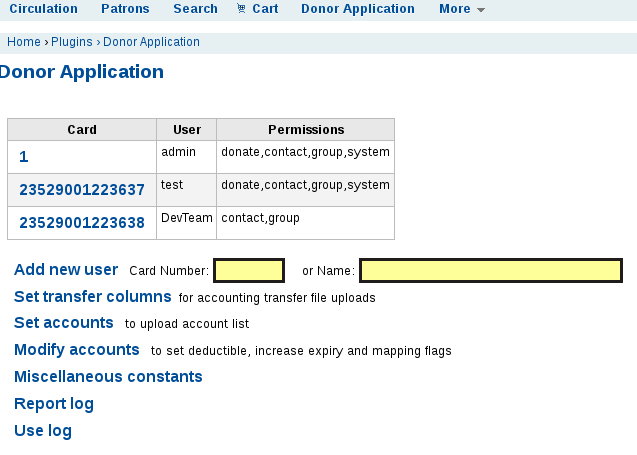 Circulation Patrons Search Cart Donor Application More
Home › Plugins › Donor Application
Donor Application
Card User Permissions
1 admin donate,contact,group,system
23529001223637 test donate,contact,group,system
23529001223638 DevTeam contact,group
Add new user Card Number: or Name:
Set transfer columns for accounting transfer file uploads
Set accounts to upload account list
Modify accounts to set deductible, increase expiry and mapping flags
Miscellaneous constants
Report log
Use log